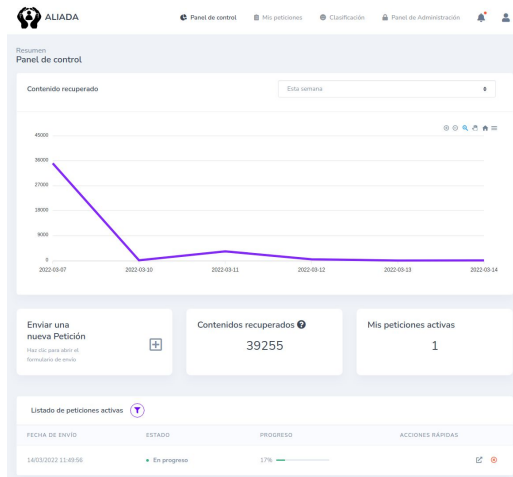 ALIADA
Panel de control
Mis peticiones
Clasificación
Panel de Administración
Resumen
Panel de control
Contenido recuperado
Esta semana
45000
36000
27000
18000
9000
0
2022-03-07
2022-03-10
2022-03-11
2022-03-12
2022-03-13
2022-03-14
Enviar una
nueva Petición
Haz clic para abrir el
formulario de envío
Contenidos recuperados ?
39255
Mis peticiones activas
1
Listado de peticiones activas
FECHA DE ENVÍO ESTADO PROGRESO ACCIONES RÁPIDAS
14/03/2022 11:49:56 En progreso 17%